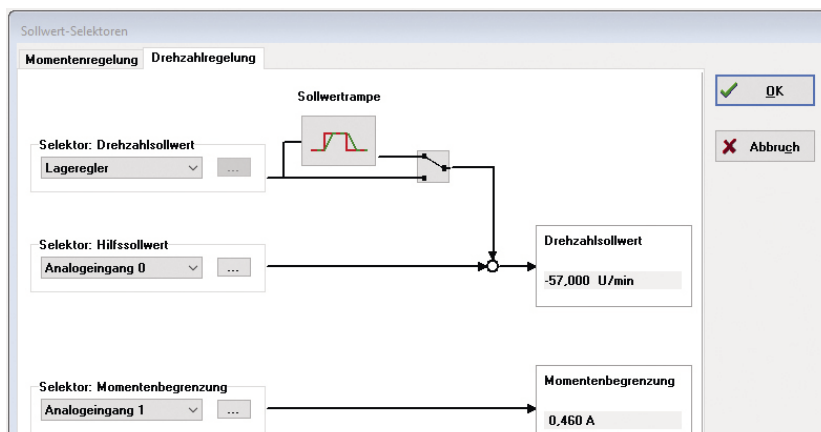 Sollwert-Selektoren
Momentenregelung
Drehzahlregelung
Sollwertrampe
OK
Selektor: Drehzahlsollwert
Lageregler
...
Abbruch
Selektor: Hilfssollwert
Analogeingang 0
...
Drehzahlsollwert
-57,000 U/min
Selektor: Momentenbegrenzung
Analogeingang 1
...
Momentenbegrenzung
0,460 A